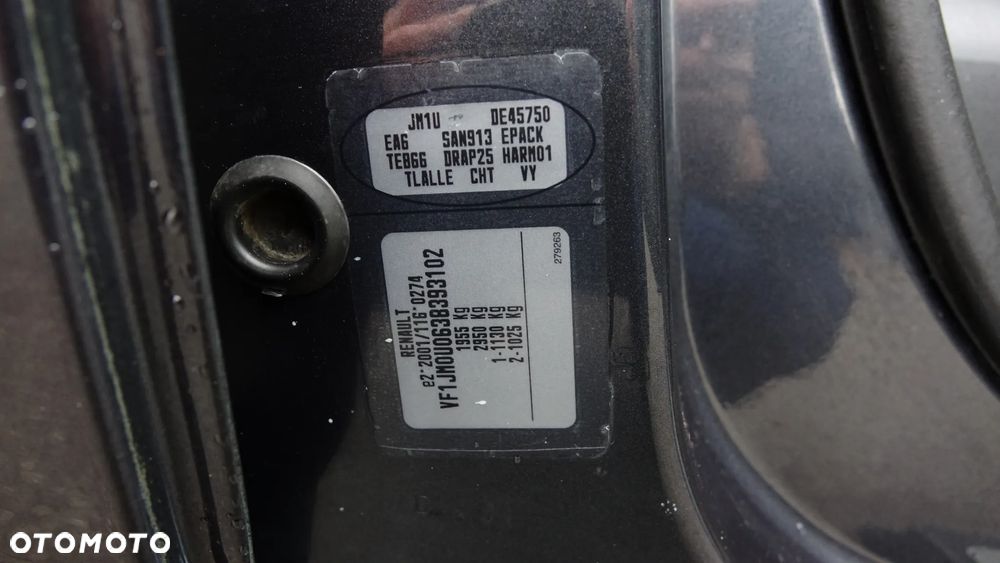 JM1U DE45750
EA6 SAN913 EPACK
TEB66 DRAP25 HARM01
TLALLE CHT VY
RENAULT
e2*2001/116*0274
VF1JM0U0638393102
1955 Kg
2950 Kg
1-1130 Kg
2-1025 Kg
279263
OTOMOTO